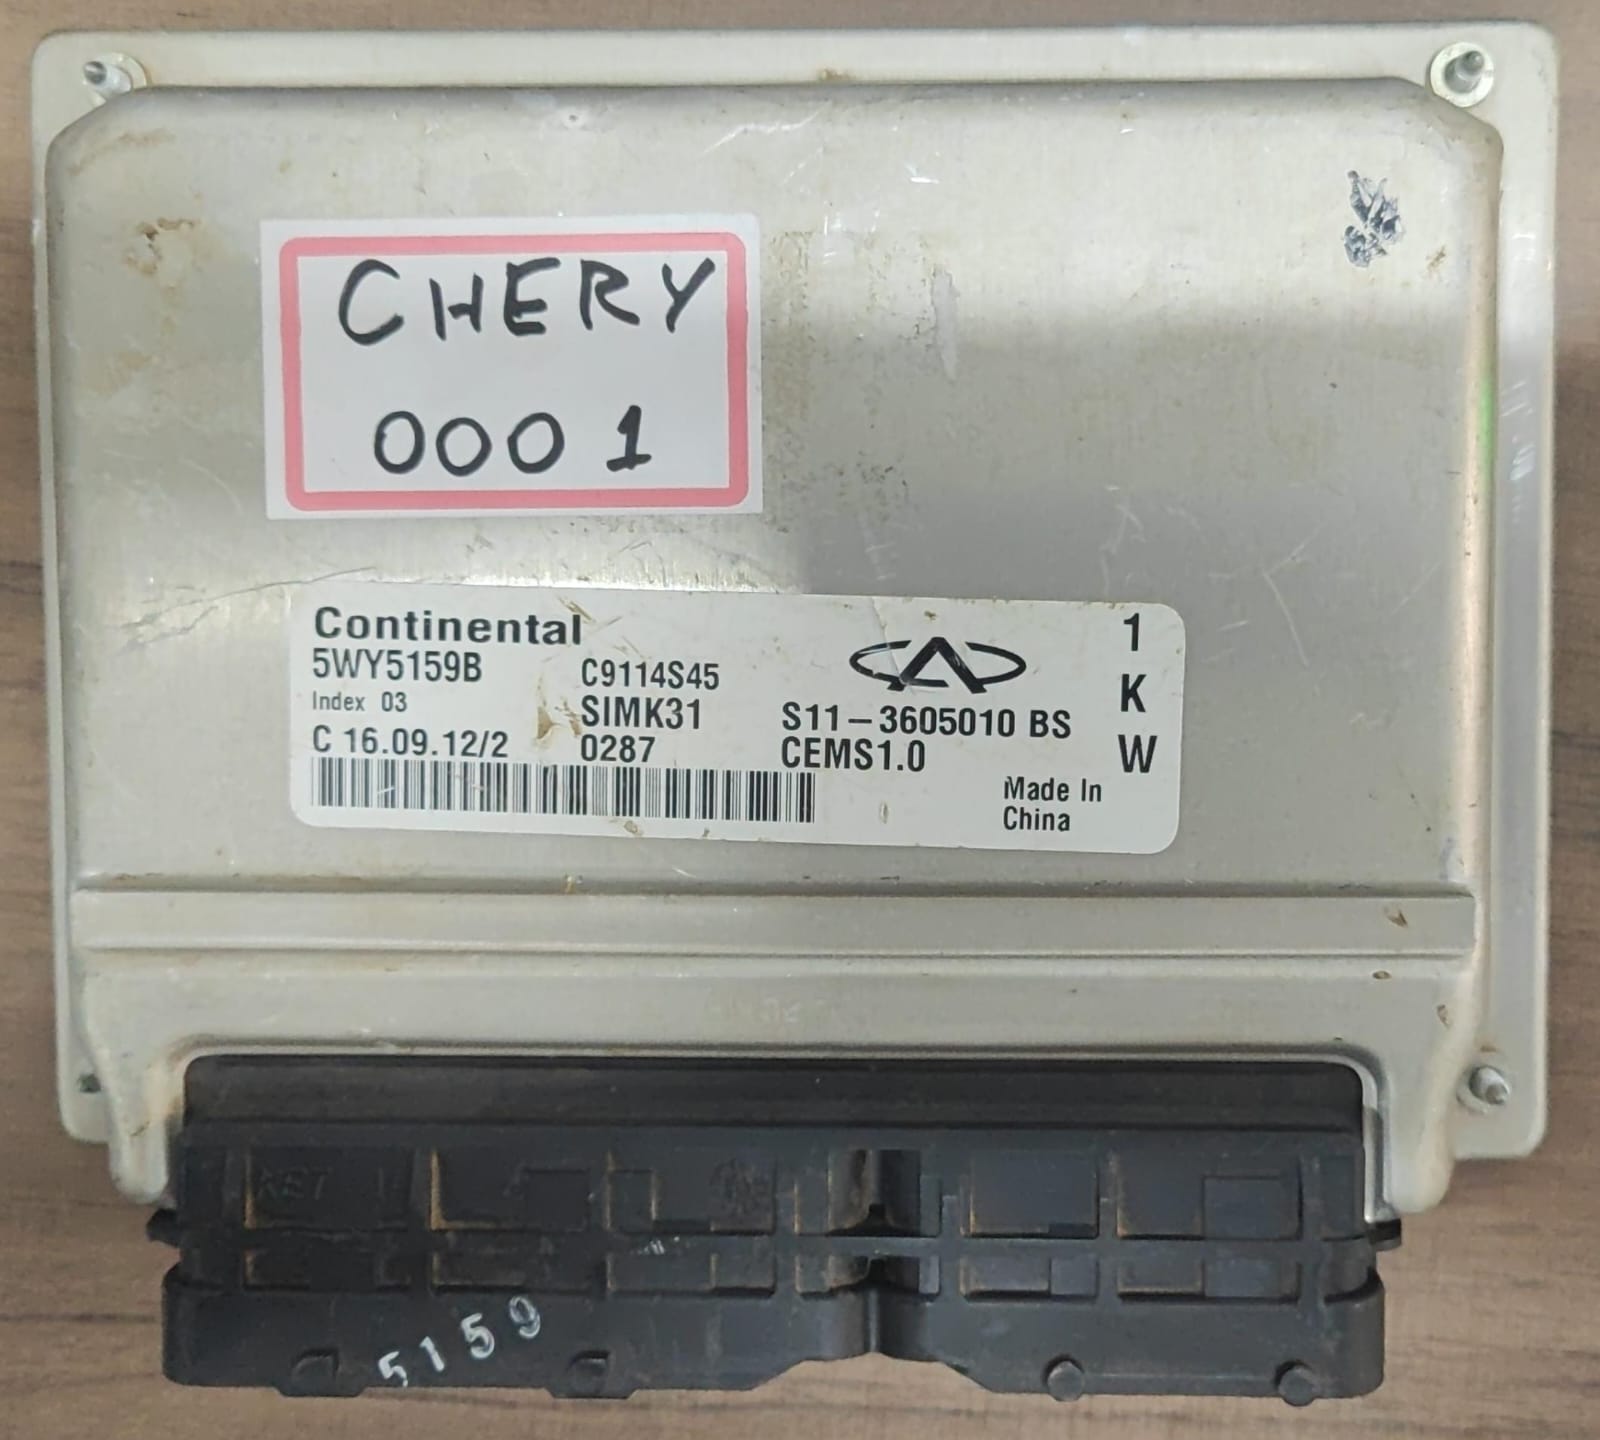 CHERY
0001
Continental
5WY5159B
Index 03
C 16.09.12/2
C9114S45
SIMK31
0287
S11-3605010 BS
CEMS1.0
Made In
China
1
K
W
5159